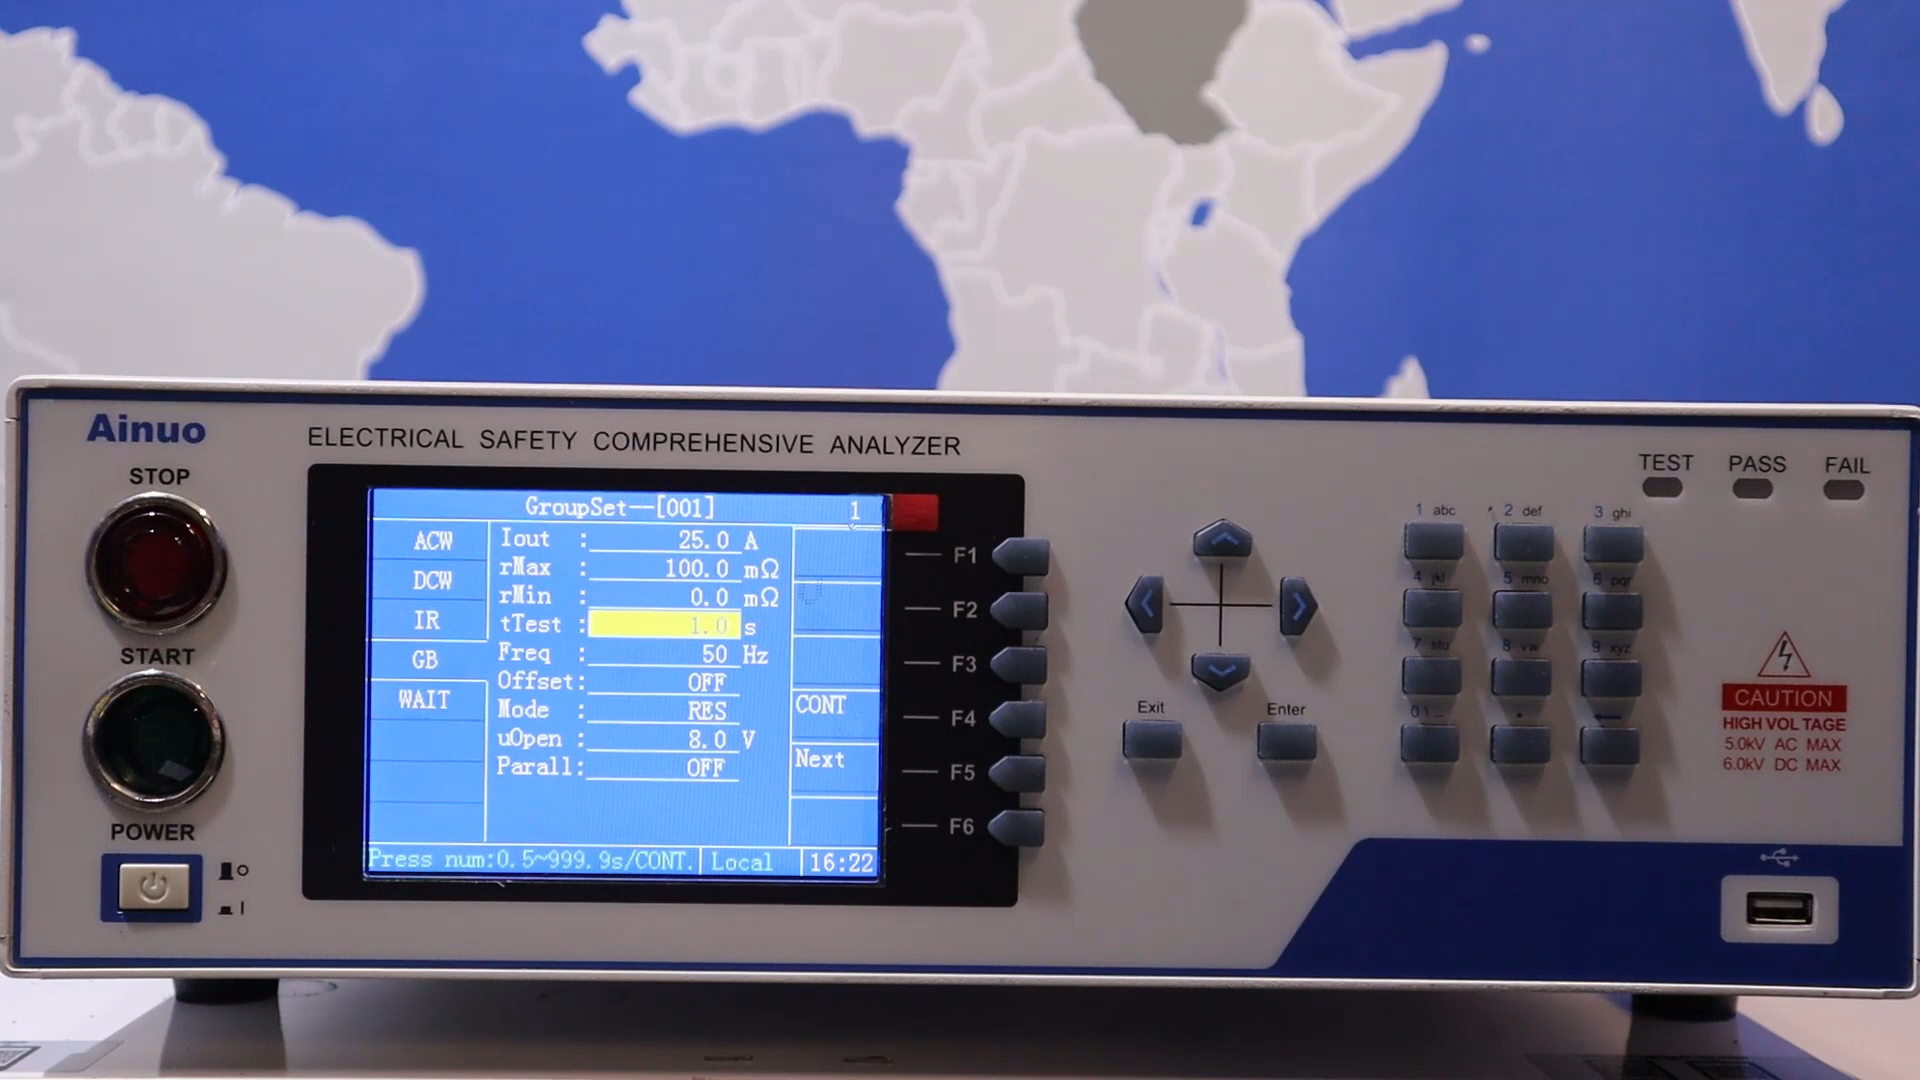 Ainuo
ELECTRICAL SAFETY COMPREHENSIVE ANALYZER
STOP
START
POWER
GroupSet--[001] 1
ACW
DCW
IR
GB
WAIT
Iout : 25.0 A
rMax : 100.0 mΩ
rMin : 0.0 mΩ
tTest : 1.0 s
Freq : 50 Hz
Offset: OFF
Mode : RES
uOpen : 8.0 V
Parall: OFF
CONT
Next
Press num:0.5~999.9s/CONT. Local 16:22
F1
F2
F3
F4
F5
F6
Exit
Enter
TEST PASS FAIL
1 abc 2 def 3 ghi
4 jkl 5 mno 6 pqr
7 stu 8 vw 9 xyz
CAUTION
HIGH VOLTAGE
5.0kV AC MAX
6.0kV DC MAX